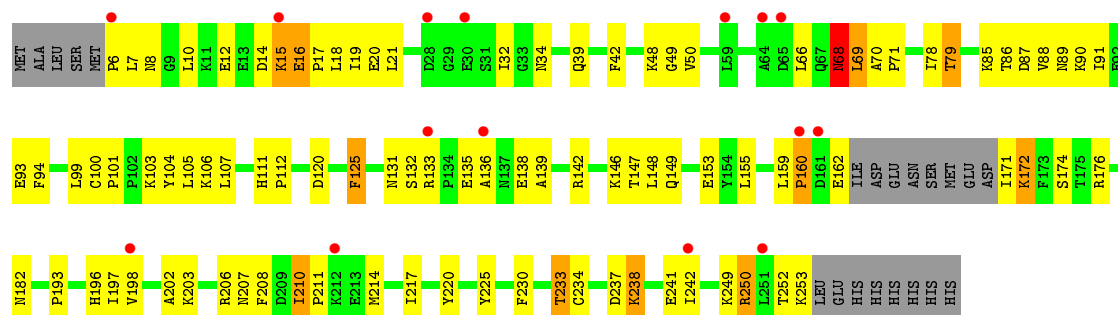 MET ALA LEU SER MET P6 L7 N8 G9 L10 K11 E12 E13 D14 K15 E16 P17 L18 I19 E20 L21 D28 G29 E30 S31 I32 G33 N34 Q39 F42 K48 G49 V50 L59 A64 D65 L66 Q67 N68 L69 A70 P71 I78 T79 K85 T86 D87 V88 N89 K90 I91 F92
E93 F94 L99 C100 P101 P102 K103 Y104 L105 K106 L107 H111 P112 D120 F125 N131 S132 R133 P134 E135 A136 N137 E138 A139 R142 K146 T147 L148 Q149 E153 Y154 L155 L159 P160 D161 E162 ILE ASP GLU ASN SER MET GLU ASP I171 K172 F173 S174 T175 R176
N182 P193 H196 I197 V198 A202 K203 R206 N207 F208 D209 I210 P211 K212 E213 M214 I217 Y220 Y225 F230 T233 C234 D237 K238 E241 I242 K249 R250 L251 T252 K253 LEU GLU HIS HIS HIS HIS HIS HIS